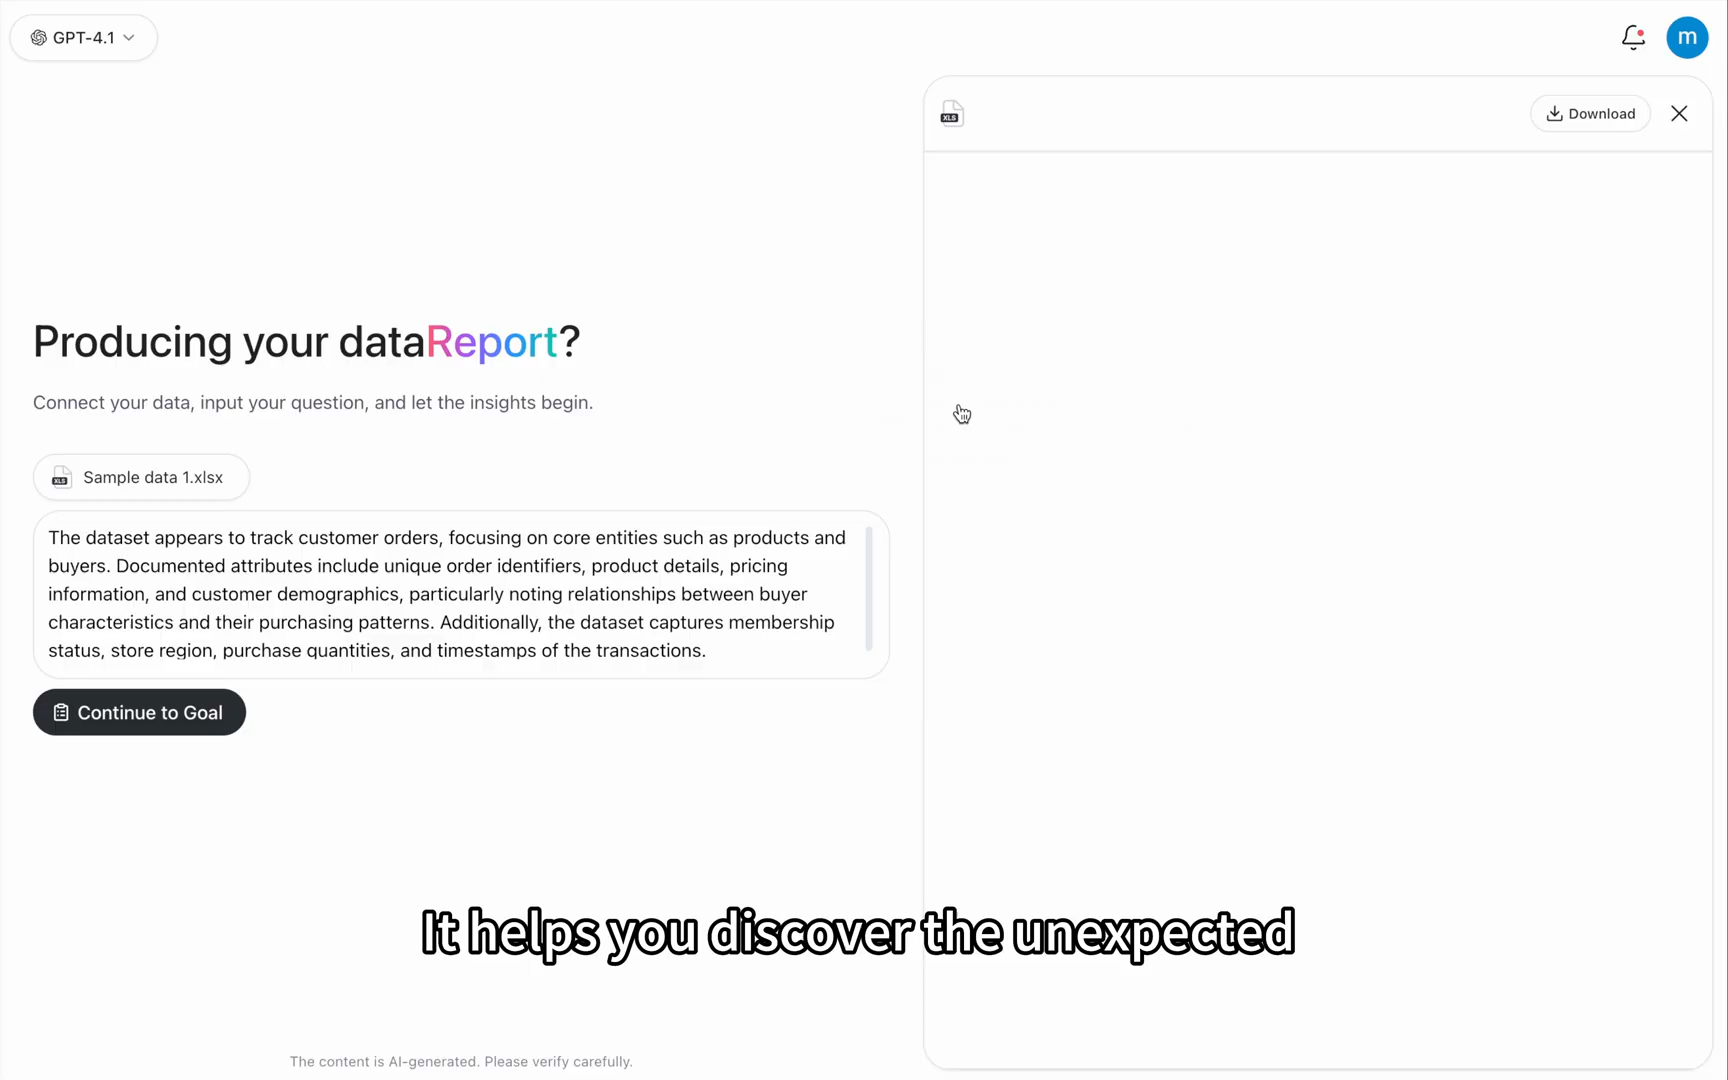 GPT-4.1
m
XLS
Download
Producing your dataReport?
Connect your data, input your question, and let the insights begin.
XLS
Sample data 1.xlsx
The dataset appears to track customer orders, focusing on core entities such as products and
buyers. Documented attributes include unique order identifiers, product details, pricing
information, and customer demographics, particularly noting relationships between buyer
characteristics and their purchasing patterns. Additionally, the dataset captures membership
status, store region, purchase quantities, and timestamps of the transactions.
Continue to Goal
It helps you discover the unexpected
The content is AI-generated. Please verify carefully.